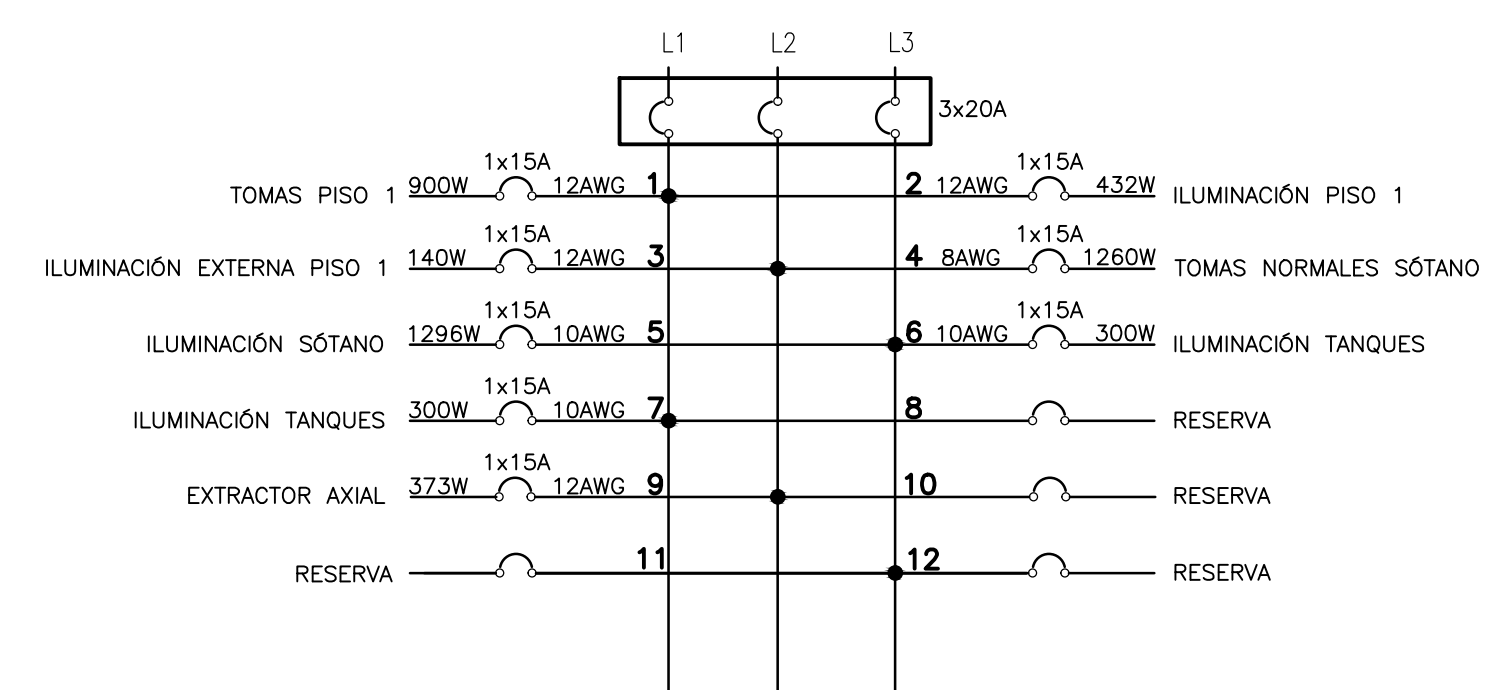 L1 L2 L3
3x20A
1x15A 1x15A
TOMAS PISO 1 900W 12AWG 1 2 12AWG 432W ILUMINACIÓN PISO 1
1x15A 1x15A
ILUMINACIÓN EXTERNA PISO 1 140W 12AWG 3 4 8AWG 1260W TOMAS NORMALES SÓTANO
1x15A 1x15A
ILUMINACIÓN SÓTANO 1296W 10AWG 5 6 10AWG 300W ILUMINACIÓN TANQUES
1x15A
ILUMINACIÓN TANQUES 300W 10AWG 7 8 RESERVA
1x15A
EXTRACTOR AXIAL 373W 12AWG 9 10 RESERVA
RESERVA 11 12 RESERVA